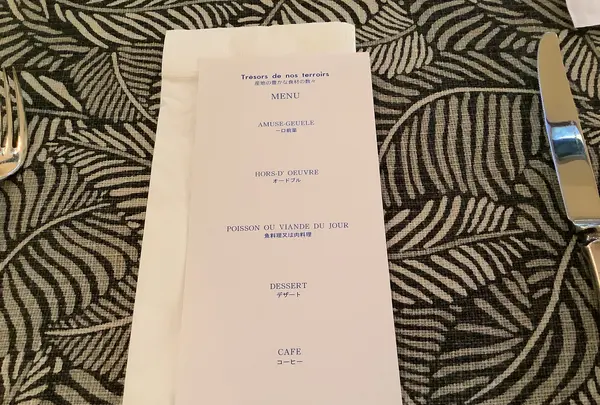 Trésors de nos terroirs
産地の豊かな食材の数々
MENU
AMUSE-GEUELE
一口前菜
HORS-D' OEUVRE
オードブル
POISSON OU VIANDE DU JOUR
魚料理又は肉料理
DESSERT
デザート
CAFE
コーヒー